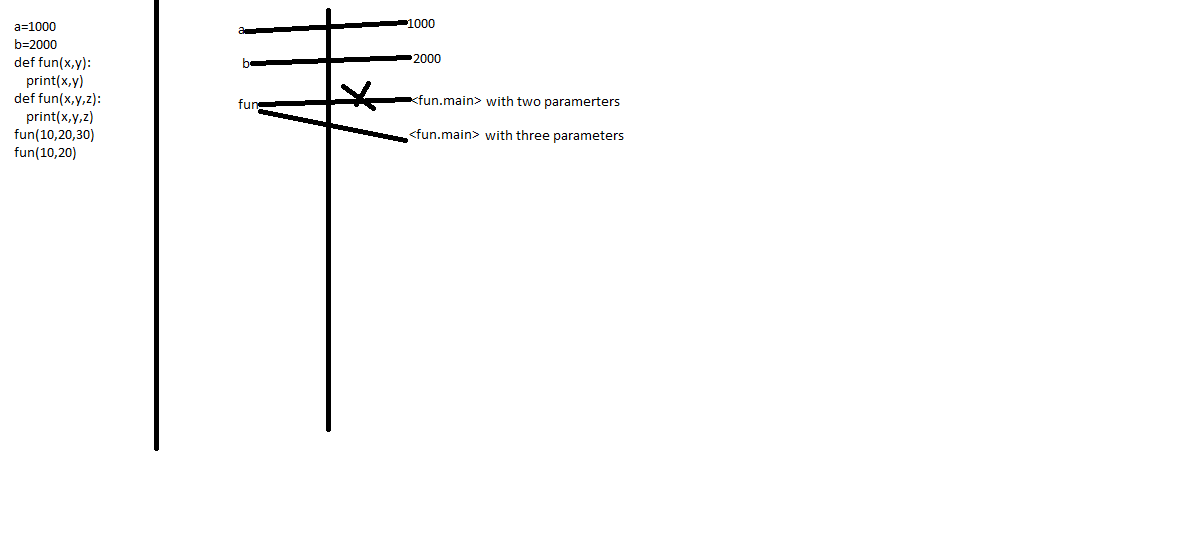 a=1000
b=2000
def fun(x,y):
print(x,y)
def fun(x,y,z):
print(x,y,z)
fun(10,20,30)
fun(10,20)
a 1000
b 2000
fun <fun.main> with two paramerters
<fun.main> with three parameters